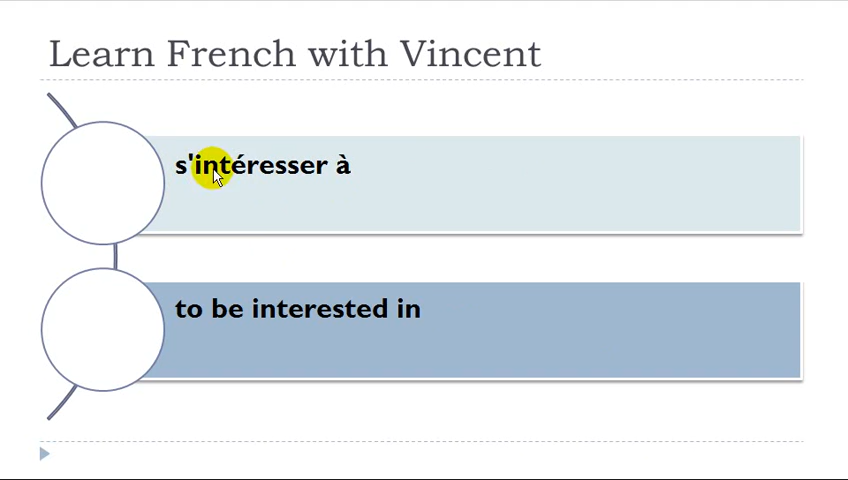 Learn French with Vincent
s'intéresser à
to be interested in